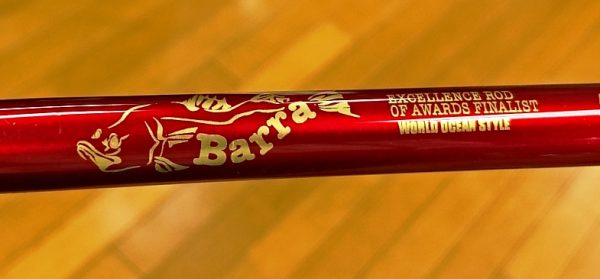 Barra
EXCELLENCE ROD
OF AWARDS FINALIST
WORLD OCEAN STYLE